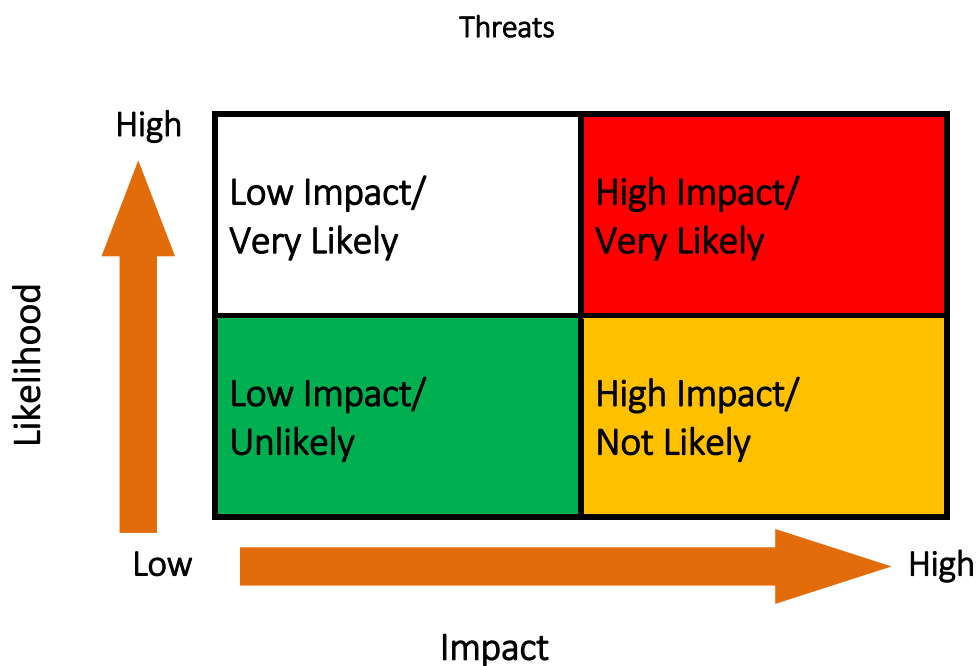 Threats
High
Low Impact/
Very Likely
High Impact/
Very Likely
Likelihood
Low Impact/
Unlikely
High Impact/
Not Likely
Low
High
Impact